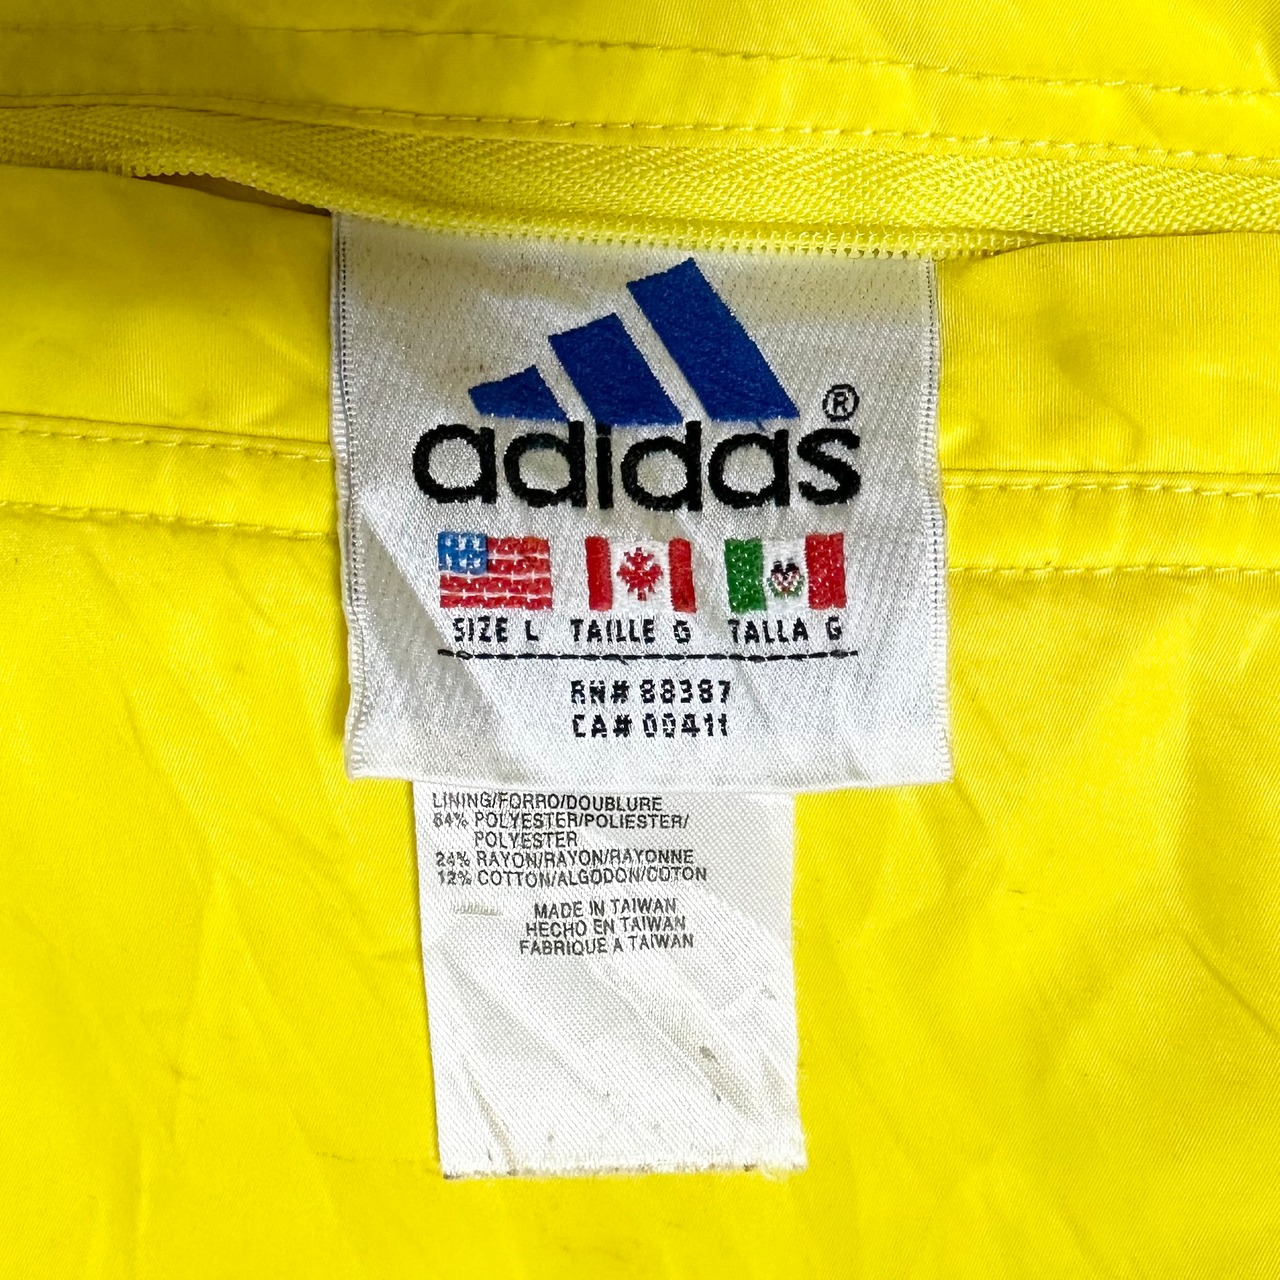 adidas®
SIZE L TAILLE G TALLA G
RN# 88387
CA# 00411
LINING/FORRO/DOUBLURE
64% POLYESTER/POLIESTER/
POLYESTER
24% RAYON/RAYON/RAYONNE
12% COTTON/ALGODON/COTON
MADE IN TAIWAN
HECHO EN TAIWAN
FABRIQUE A TAIWAN